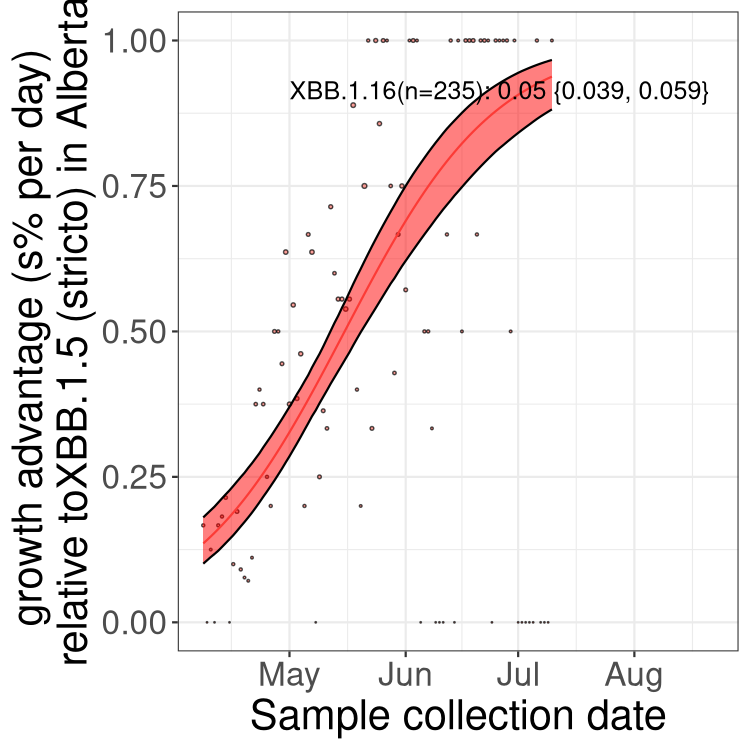 growth advantage (s% per day)
relative toXBB.1.5 (stricto) in Alberta
1.00
0.75
0.50
0.25
0.00
XBB.1.16(n=235): 0.05 {0.039, 0.059}
May Jun Jul Aug
Sample collection date